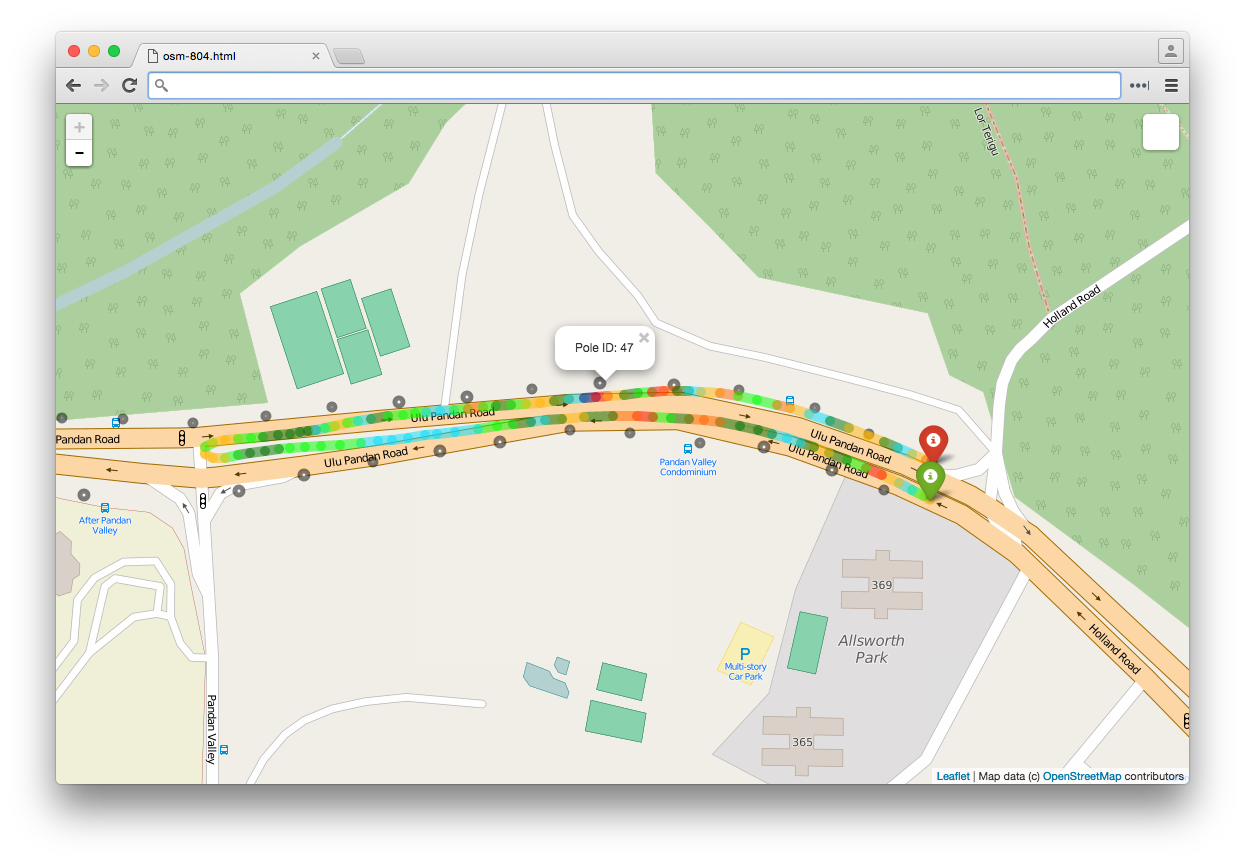 osm-804.html
+
−
Lor Terigu
Holland Road
Pole ID: 47
Ulu Pandan Road
Pandan Road
Ulu Pandan Road
Ulu Pandan Road
Ulu Pandan Road
Pandan Valley
Condominium
After Pandan
Valley
369
Allsworth
Park
P
Multi-story
Car Park
Holland Road
Pandan Valley
365
Leaflet | Map data (c) OpenStreetMap contributors